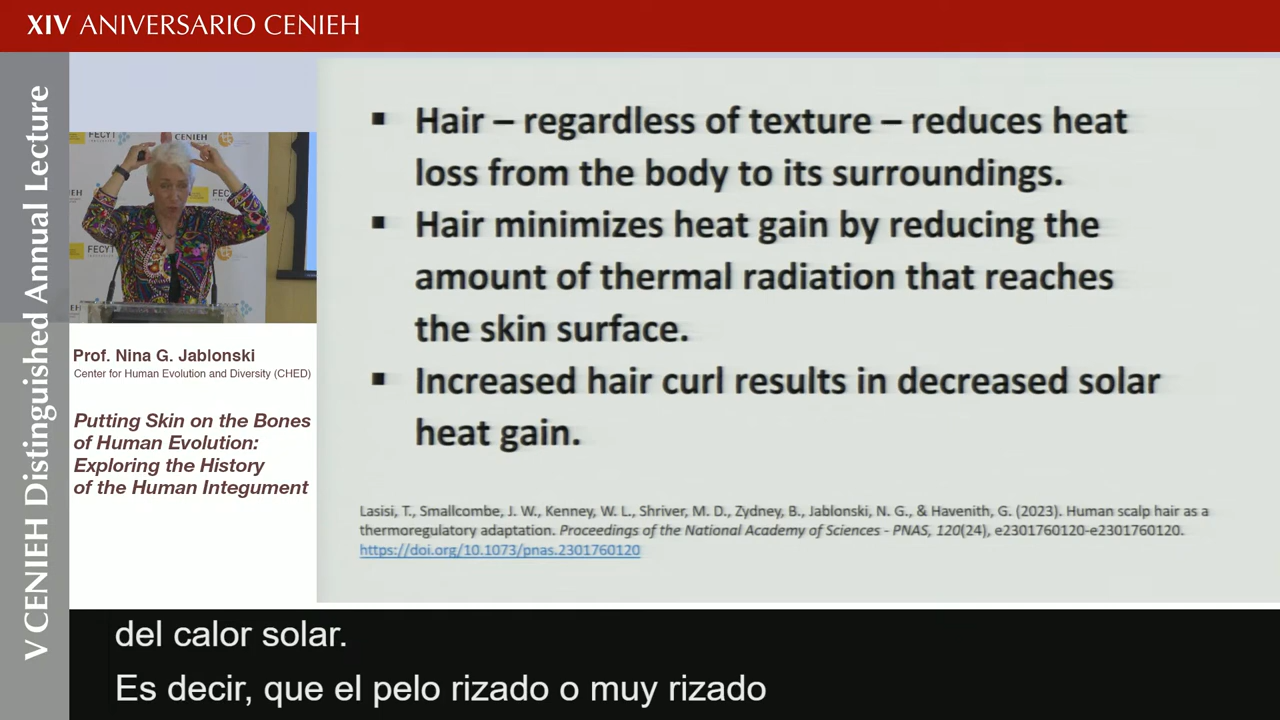 XIV ANIVERSARIO CENIEH
V CENIEH Distinguished Annual Lecture
FECYT
CENIEH
FECYT
FECYT
Prof. Nina G. Jablonski
Center for Human Evolution and Diversity (CHED)
Putting Skin on the Bones
of Human Evolution:
Exploring the History
of the Human Integument
▪ Hair – regardless of texture – reduces heat
loss from the body to its surroundings.
▪ Hair minimizes heat gain by reducing the
amount of thermal radiation that reaches
the skin surface.
▪ Increased hair curl results in decreased solar
heat gain.
Lasisi, T., Smallcombe, J. W., Kenney, W. L., Shriver, M. D., Zydney, B., Jablonski, N. G., & Havenith, G. (2023). Human scalp hair as a
thermoregulatory adaptation. Proceedings of the National Academy of Sciences - PNAS, 120(24), e2301760120-e2301760120.
https://doi.org/10.1073/pnas.2301760120
del calor solar.
Es decir, que el pelo rizado o muy rizado